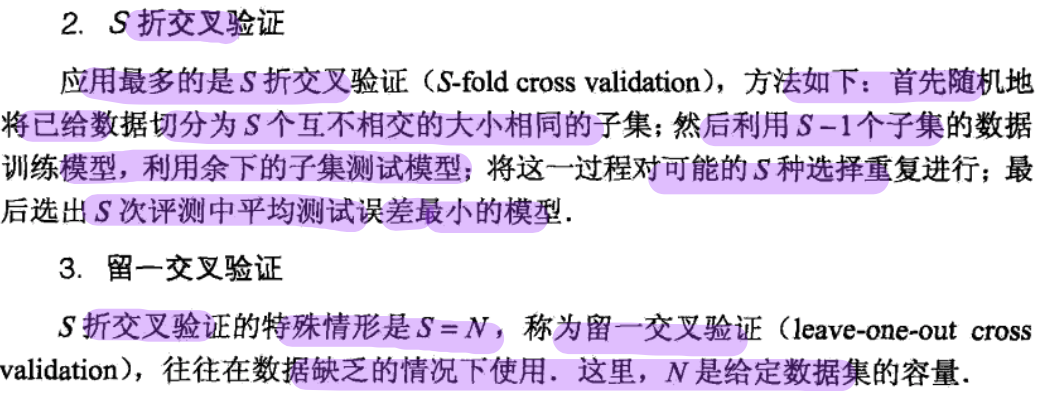 2. S 折交叉验证
应用最多的是 S 折交叉验证（S-fold cross validation），方法如下：首先随机地
将已给数据切分为 S 个互不相交的大小相同的子集；然后利用 S－1个子集的数据
训练模型，利用余下的子集测试模型；将这一过程对可能的 S 种选择重复进行；最
后选出 S 次评测中平均测试误差最小的模型．
3. 留一交叉验证
S 折交叉验证的特殊情形是 S＝N，称为留一交叉验证（leave-one-out cross
validation），往往在数据缺乏的情况下使用．这里，N 是给定数据集的容量．